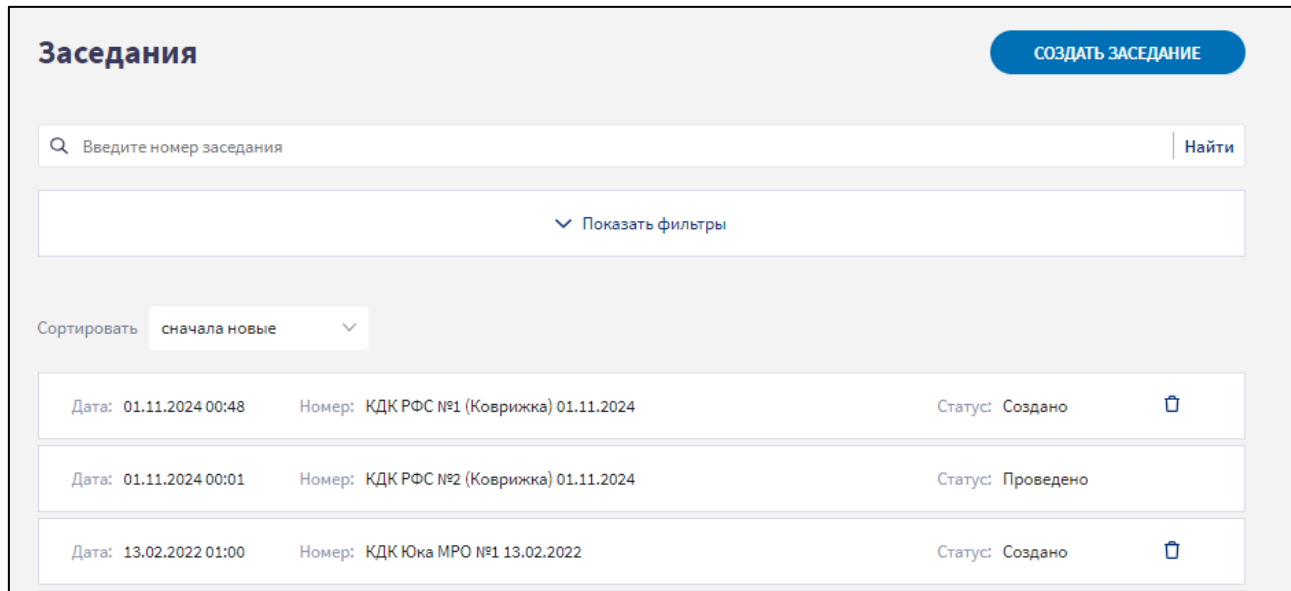 Заседания
СОЗДАТЬ ЗАСЕДАНИЕ
Введите номер заседания
Найти
Показать фильтры
Сортировать сначала новые
Дата: 01.11.2024 00:48 Номер: КДК РФС №1 (Коврижка) 01.11.2024 Статус: Создано
Дата: 01.11.2024 00:01 Номер: КДК РФС №2 (Коврижка) 01.11.2024 Статус: Проведено
Дата: 13.02.2022 01:00 Номер: КДК Юка МРО №1 13.02.2022 Статус: Создано